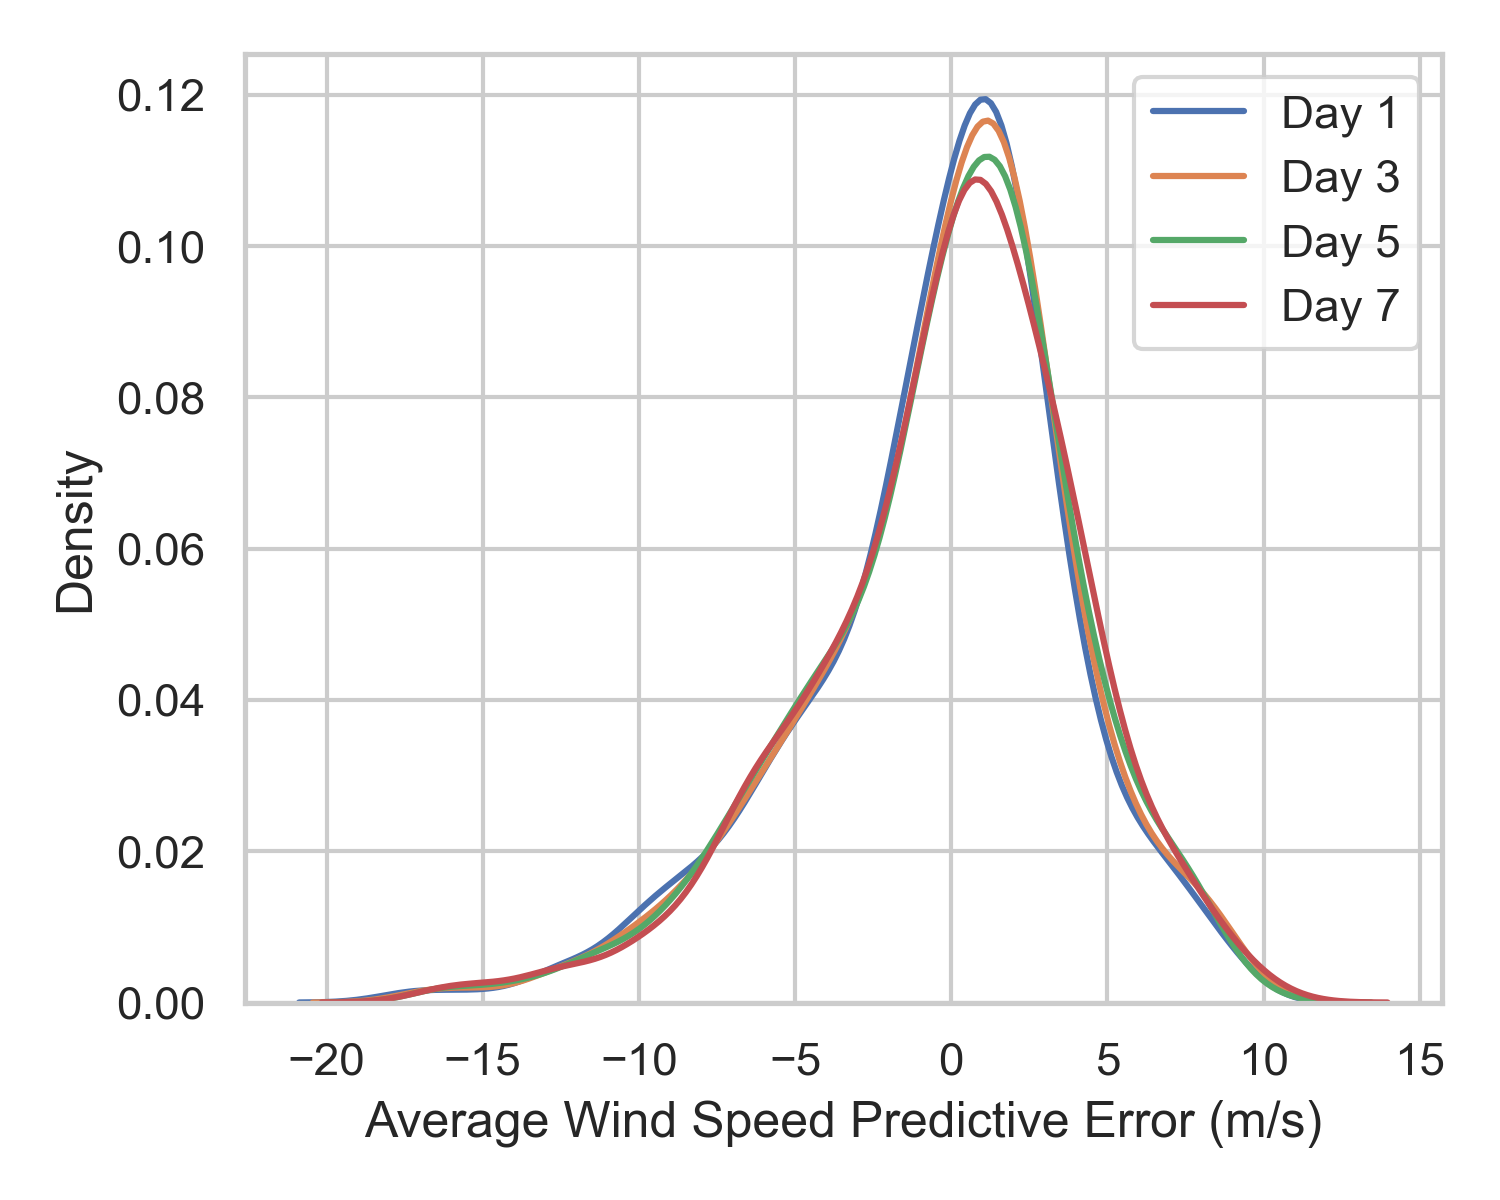 0.12
0.10
0.08
0.06
0.04
0.02
0.00
Density
Day 1
Day 3
Day 5
Day 7
−20 −15 −10 −5 0 5 10 15
Average Wind Speed Predictive Error (m/s)